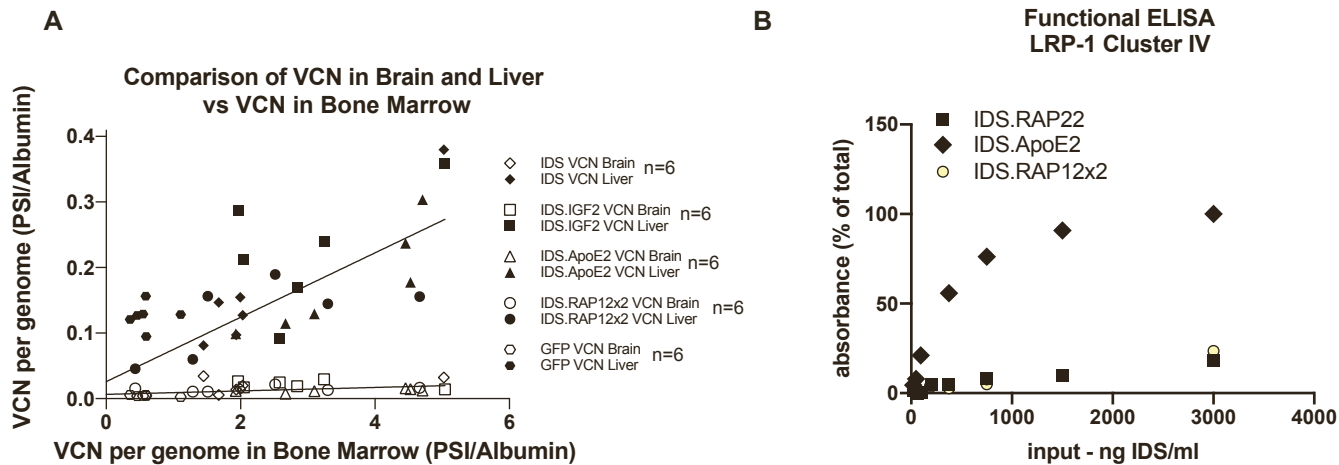 A
Comparison of VCN in Brain and Liver
vs VCN in Bone Marrow
VCN per genome (PSI/Albumin)
0.4
0.3
0.2
0.1
0.0
0
2
4
6
VCN per genome in Bone Marrow (PSI/Albumin)
IDS VCN Brain
IDS VCN Liver
n=6
IDS.IGF2 VCN Brain
IDS.IGF2 VCN Liver
n=6
IDS.ApoE2 VCN Brain
IDS.ApoE2 VCN Liver
n=6
IDS.RAP12x2 VCN Brain
IDS.RAP12x2 VCN Liver
n=6
GFP VCN Brain
GFP VCN Liver
n=6
B
Functional ELISA
LRP-1 Cluster IV
absorbance (% of total)
150
100
50
0
0
1000
2000
3000
4000
input - ng IDS/ml
IDS.RAP22
IDS.ApoE2
IDS.RAP12x2